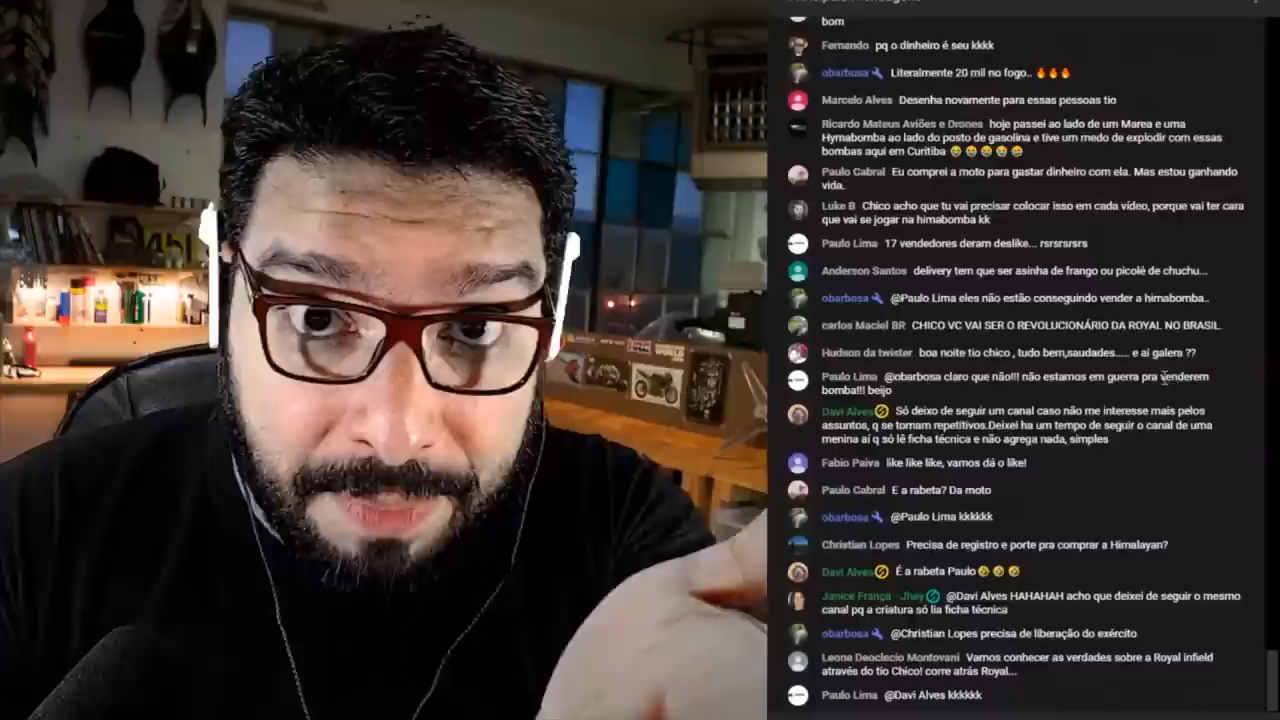 bom
Fernando pq o dinheiro é seu kkkk
obarbosa Literalmente 20 mil no fogo.. 🔥🔥🔥
Marcelo Alves Desenha novamente para essas pessoas tio
Ricardo Mateus Aviões e Drones hoje passei ao lado de um Marea e uma
Hymabomba ao lado do posto de gasolina e tive um medo de explodir com essas
bombas aqui em Curitiba 😂😂😂😂😂
Paulo Cabral Eu comprei a moto para gastar dinheiro com ela. Mas estou ganhando
vida.
Luke B Chico acho que tu vai precisar colocar isso em cada vídeo, porque vai ter cara
que vai se jogar na himabomba kk
Paulo Lima 17 vendedores deram deslike... rsrsrsrsrs
Anderson Santos delivery tem que ser asinha de frango ou picolé de chuchu...
obarbosa @Paulo Lima eles não estão conseguindo vender a himabomba..
carlos Maciel BR CHICO VC VAI SER O REVOLUCIONÁRIO DA ROYAL NO BRASIL.
Hudson da twister boa noite tio chico , tudo bem,saudades..... e aí galera ??
Paulo Lima @obarbosa claro que não!!! não estamos em guerra pra venderem
bomba!!! beijo
Davi Alves Só deixo de seguir um canal caso não me interesse mais pelos
assuntos, q se tornam repetitivos.Deixei ha um tempo de seguir o canal de uma
menina aí q só lê ficha técnica e não agrega nada, simples
Fabio Paiva like like like, vamos dá o like!
Paulo Cabral E a rabeta? Da moto
obarbosa @Paulo Lima kkkkkk
Christian Lopes Precisa de registro e porte pra comprar a Himalayan?
Davi Alves É a rabeta Paulo 🤣🤣🤣
Janice França - Jhey @Davi Alves HAHAHAH acho que deixei de seguir o mesmo
canal pq a criatura só lia ficha técnica
obarbosa @Christian Lopes precisa de liberação do exército
Leone Deoclecio Montovani Vamos conhecer as verdades sobre a Royal infield
através do tio Chico! corre atrás Royal...
Paulo Lima @Davi Alves kkkkkk